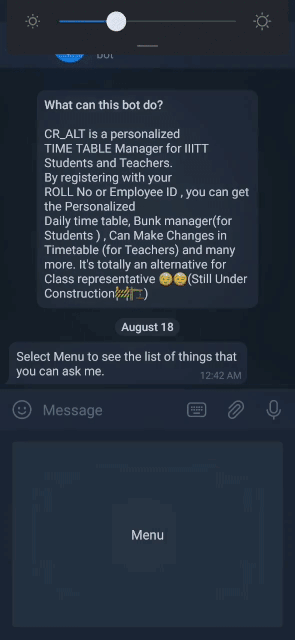 bot
What can this bot do?
CR_ALT is a personalized
TIME TABLE Manager for IIITT
Students and Teachers.
By registering with your
ROLL No or Employee ID , you can get
the Personalized
Daily time table, Bunk manager(for
Students ) , Can Make Changes in
Timetable (for Teachers) and many
more. It's totally an alternative for
Class representative 😔😔(Still Under
Construction🚧🏗️)
August 18
Select Menu to see the list of things that
you can ask me.
12:42 AM
Message
Menu